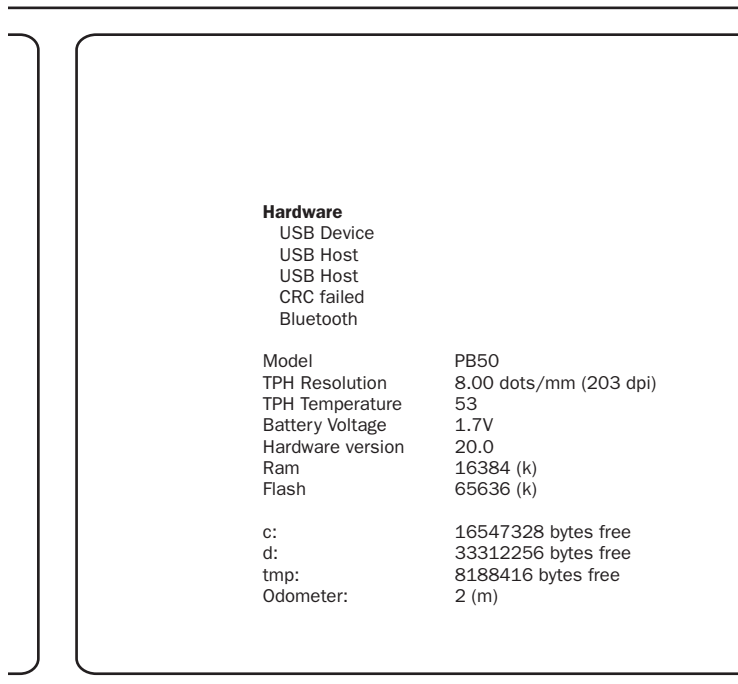 Hardware
USB Device
USB Host
USB Host
CRC failed
Bluetooth
Model PB50
TPH Resolution 8.00 dots/mm (203 dpi)
TPH Temperature 53
Battery Voltage 1.7V
Hardware version 20.0
Ram 16384 (k)
Flash 65636 (k)
c: 16547328 bytes free
d: 33312256 bytes free
tmp: 8188416 bytes free
Odometer: 2 (m)